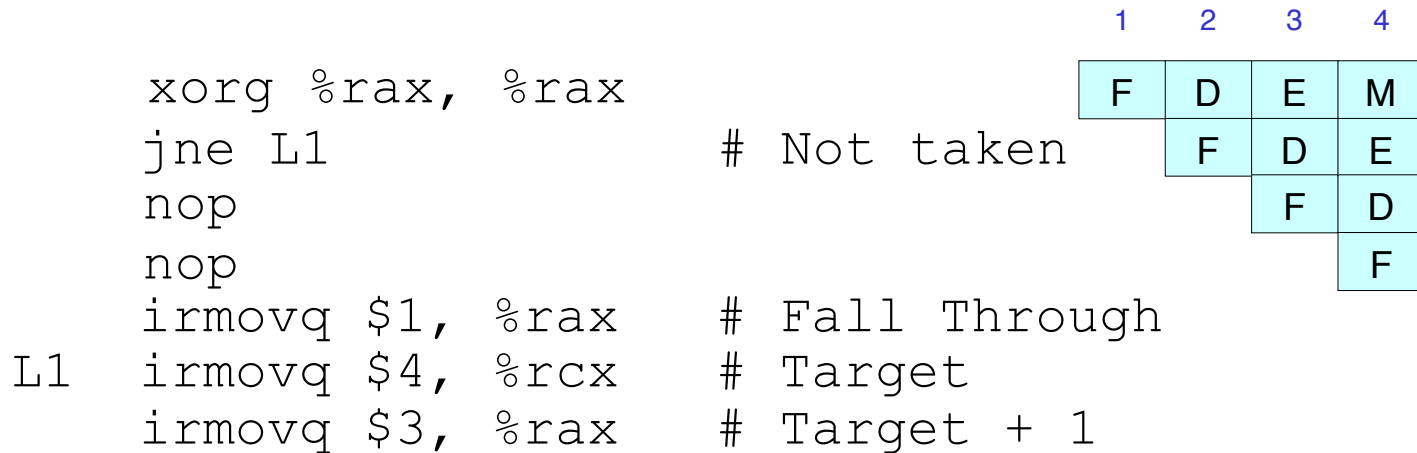 1 2 3 4
xorg %rax, %rax F D E M
jne L1 # Not taken F D E
nop F D
nop F
irmovq $1, %rax # Fall Through
L1 irmovq $4, %rcx # Target
irmovq $3, %rax # Target + 1